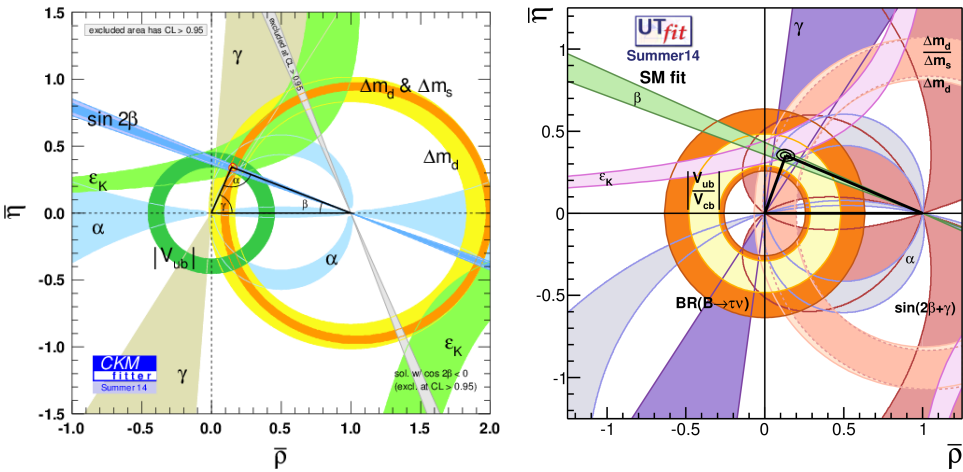 η̅
excluded area has CL > 0.95
γ
excluded at CL > 0.95
Δm_d & Δm_s
sin 2β
Δm_d
ε_K
α
α
γ
β
|V_ub|
α
CKM
fitter
Summer 14
γ
ε_K
sol. w/ cos 2β < 0
(excl. at CL > 0.95)
1.5
1.0
0.5
0.0
-0.5
-1.0
-1.5
-1.0
-0.5
0.0
0.5
1.0
1.5
2.0
ρ̅
η̅
UTfit
Summer14
SM fit
γ
Δm_d
Δm_s
Δm_d
β
ε_K
|V_ub
V_cb|
α
BR(B→τν)
sin(2β+γ)
1
0.5
0
-0.5
-1
-1
-0.5
0
0.5
1
ρ̅
η̅